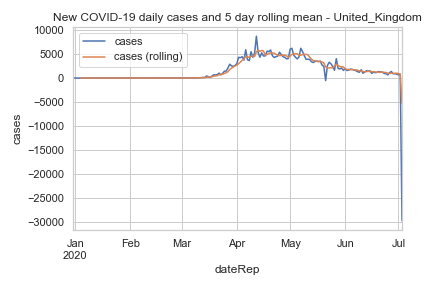 New COVID-19 daily cases and 5 day rolling mean - United_Kingdom
10000
cases
cases (rolling)
5000
0
−5000
−10000
−15000
−20000
−25000
−30000
cases
Jan Feb Mar Apr May Jun Jul
2020
dateRep